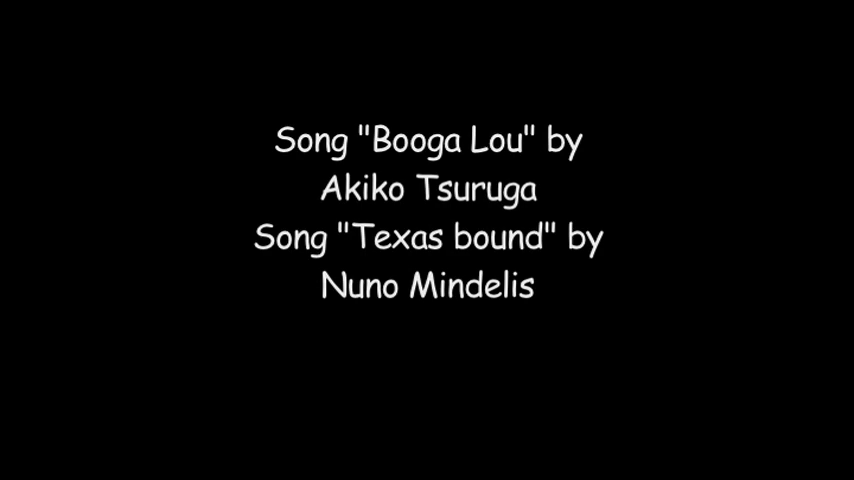 Song "Booga Lou" by
Akiko Tsuruga
Song "Texas bound" by
Nuno Mindelis